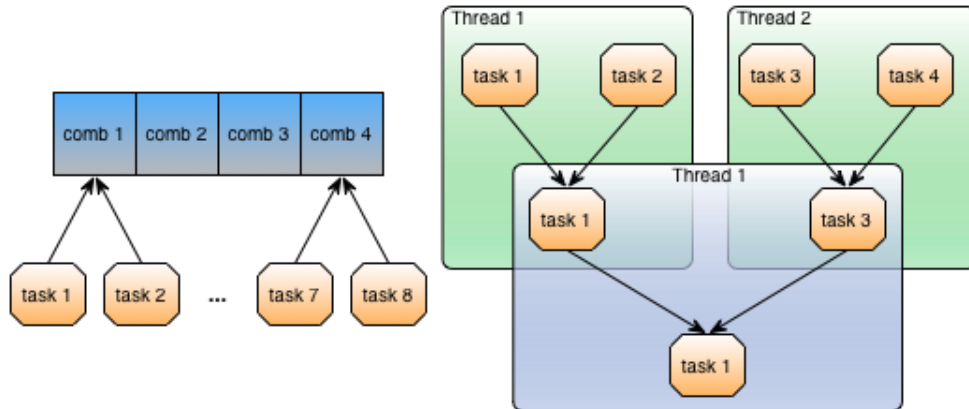 comb 1
comb 2
comb 3
comb 4
task 1
task 2
...
task 7
task 8
Thread 1
task 1
task 2
Thread 2
task 3
task 4
Thread 1
task 1
task 3
task 1